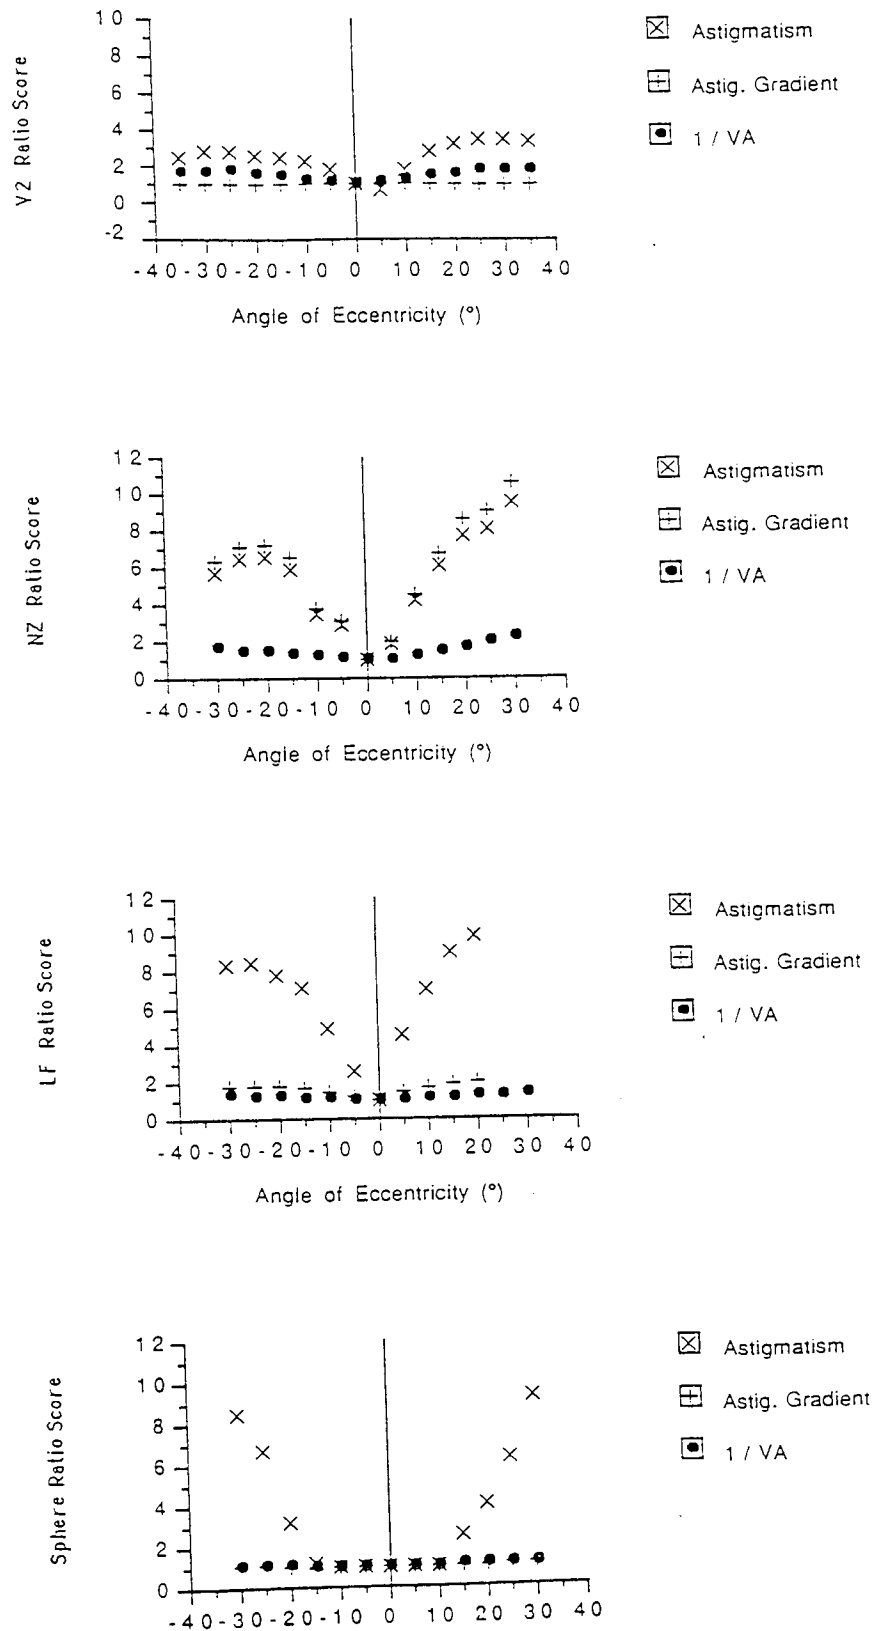 10
8
6
4
2
0
-2
V2 Ratio Score
-40-30-20-10 0 10 20 30 40
Angle of Eccentricity (°)
Astigmatism
Astig. Gradient
1 / VA
12
10
8
6
4
2
0
NZ Ratio Score
-40-30-20-10 0 10 20 30 40
Angle of Eccentricity (°)
Astigmatism
Astig. Gradient
1 / VA
12
10
8
6
4
2
0
LF Ratio Score
-40-30-20-10 0 10 20 30 40
Angle of Eccentricity (°)
Astigmatism
Astig. Gradient
1 / VA
12
10
8
6
4
2
0
Sphere Ratio Score
-40-30-20-10 0 10 20 30 40
Astigmatism
Astig. Gradient
1 / VA